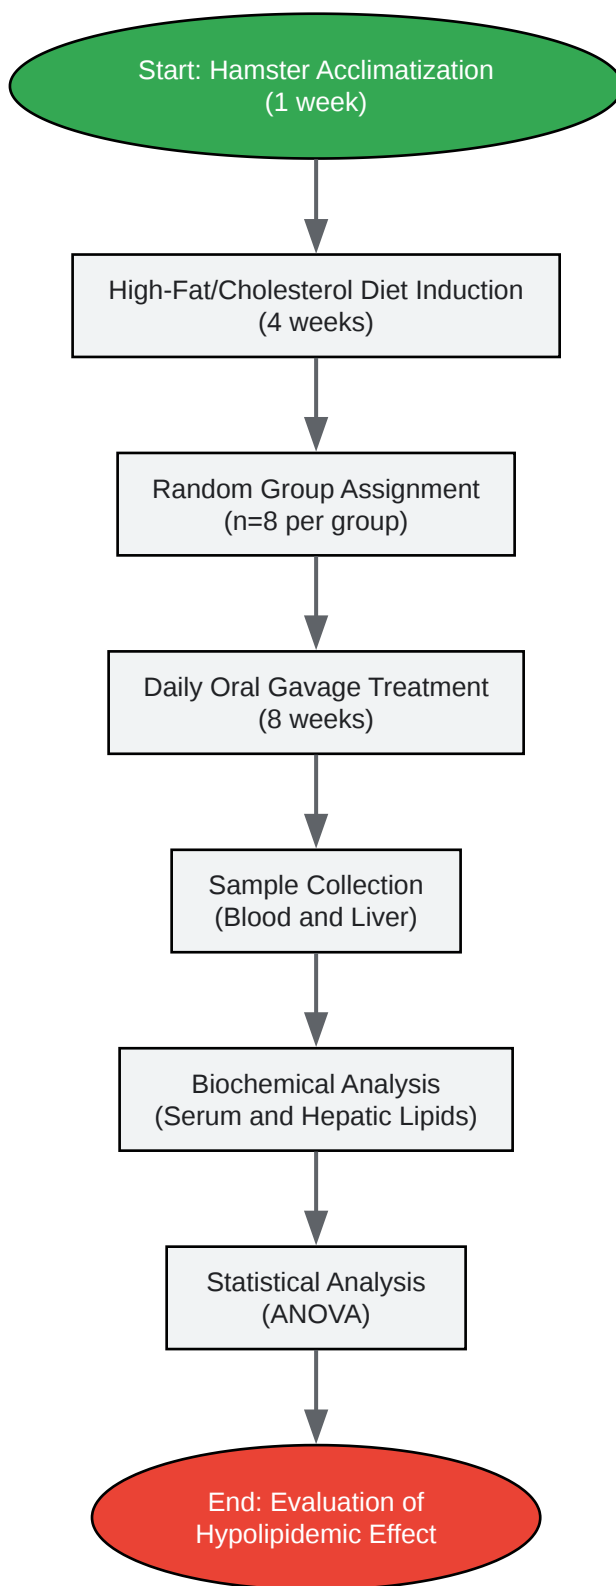 Start: Hamster Acclimatization
(1 week)
High-Fat/Cholesterol Diet Induction
(4 weeks)
Random Group Assignment
(n=8 per group)
Daily Oral Gavage Treatment
(8 weeks)
Sample Collection
(Blood and Liver)
Biochemical Analysis
(Serum and Hepatic Lipids)
Statistical Analysis
(ANOVA)
End: Evaluation of
Hypolipidemic Effect